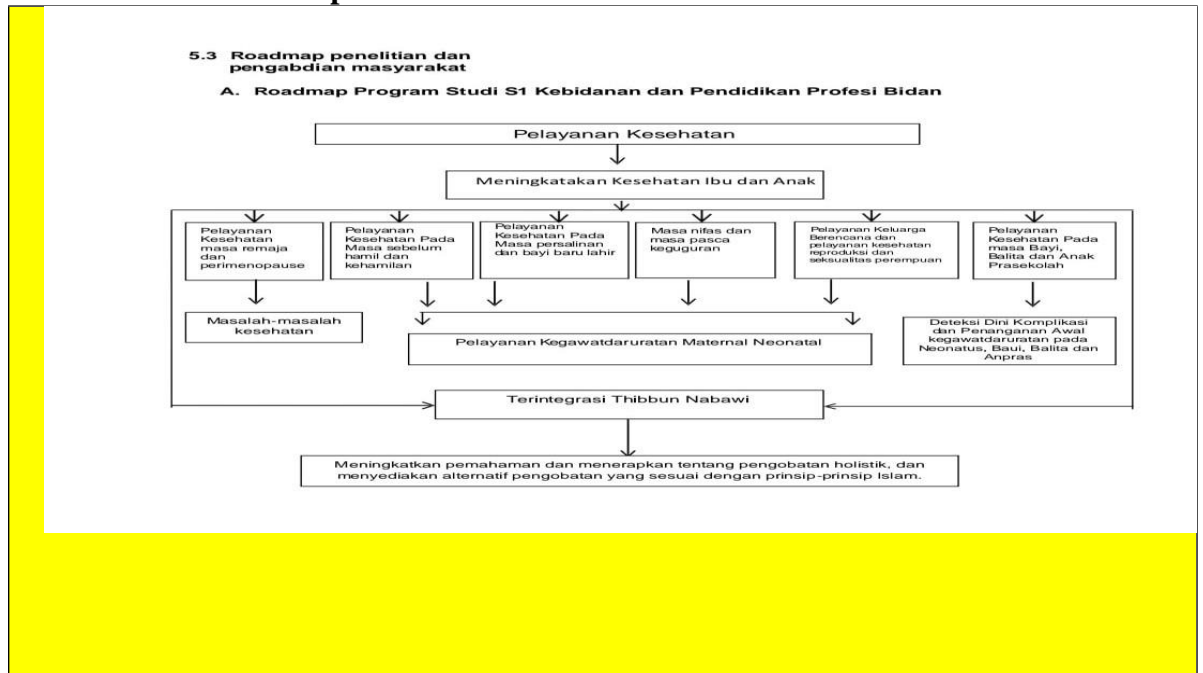 5.3 Roadmap penelitian dan
pengabdian masyarakat
A. Roadmap Program Studi S1 Kebidanan dan Pendidikan Profesi Bidan
Pelayanan Kesehatan
Meningkatakan Kesehatan Ibu dan Anak
Pelayanan
Kesehatan
masa remaja
dan
perimenopause
Pelayanan
Kesehatan Pada
Masa sebelum
hamil dan
kehamilan
Pelayanan
Kesehatan Pada
Masa persalinan
dan bayi baru lahir
Masa nifas dan
masa pasca
keguguran
Pelayanan Keluarga
Berencana dan
pelayanan kesehatan
reproduksi dan
seksualitas perempuan
Pelayanan
Kesehatan Pada
masa Bayi,
Balita dan Anak
Prasekolah
Masalah-masalah
kesehatan
Pelayanan Kegawatdaruratan Maternal Neonatal
Deteksi Dini Komplikasi
dan Penanganan Awal
kegawatdaruratan pada
Neonatus, Baui, Balita dan
Anpras
Terintegrasi Thibbun Nabawi
Meningkatkan pemahaman dan menerapkan tentang pengobatan holistik, dan
menyediakan alternatif pengobatan yang sesuai dengan prinsip-prinsip Islam.